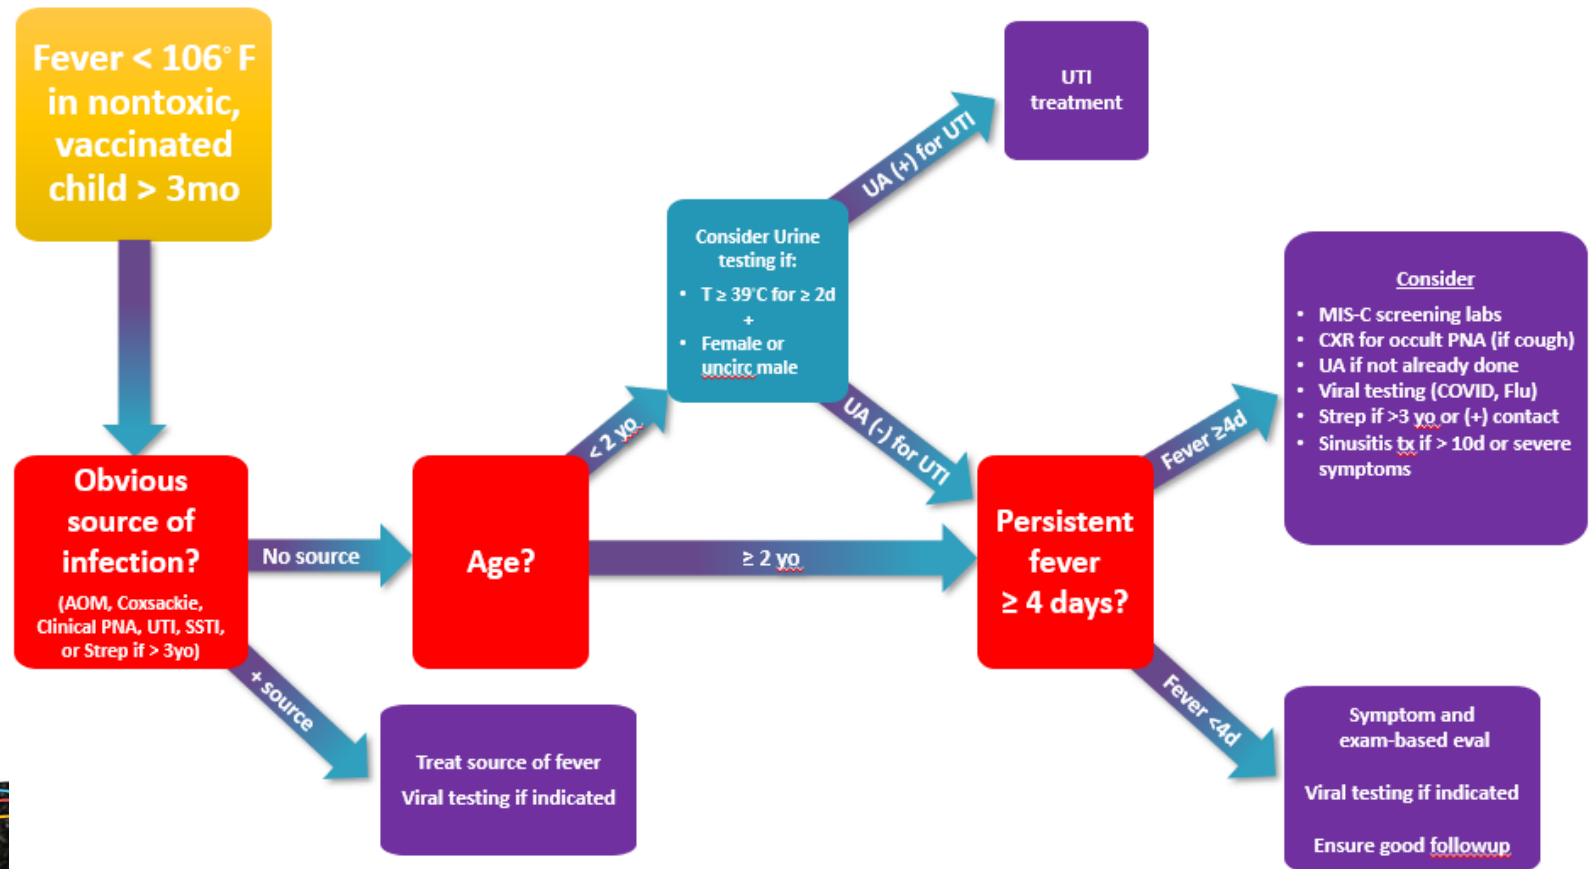 Fever < 106° F
in nontoxic,
vaccinated
child > 3mo
Obvious
source of
infection?
(AOM, Coxsackie,
Clinical PNA, UTI, SSTI,
or Strep if > 3yo)
+ source
Treat source of fever
Viral testing if indicated
No source
Age?
< 2 yo
Consider Urine
testing if:
• T ≥ 39°C for ≥ 2d
+
• Female or
uncirc male
UA (+) for UTI
UTI
treatment
UA (-) for UTI
≥ 2 yo
Persistent
fever
≥ 4 days?
Fever ≥4d
Consider
• MIS-C screening labs
• CXR for occult PNA (if cough)
• UA if not already done
• Viral testing (COVID, Flu)
• Strep if >3 yo or (+) contact
• Sinusitis tx if > 10d or severe
symptoms
Fever <4d
Symptom and
exam-based eval
Viral testing if indicated
Ensure good followup